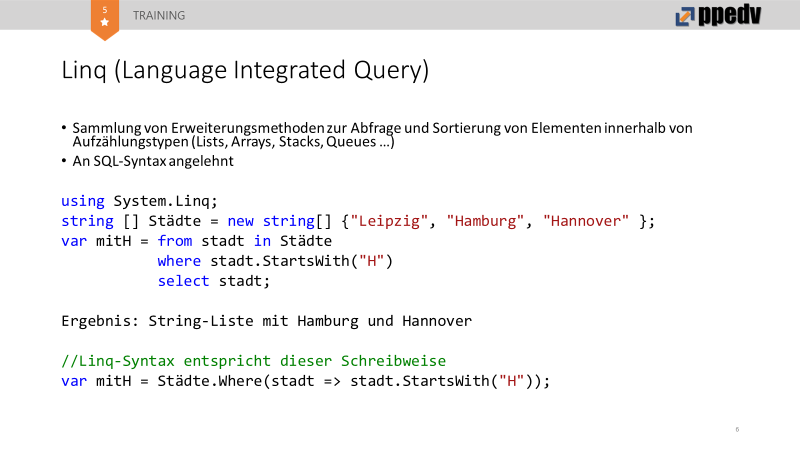 5
TRAINING
ppedv
Linq (Language Integrated Query)
• Sammlung von Erweiterungsmethoden zur Abfrage und Sortierung von Elementen innerhalb von
Aufzählungstypen (Lists, Arrays, Stacks, Queues …)
• An SQL-Syntax angelehnt
using System.Linq;
string [] Städte = new string[] {"Leipzig", "Hamburg", "Hannover" };
var mitH = from stadt in Städte
where stadt.StartsWith("H")
select stadt;
Ergebnis: String-Liste mit Hamburg und Hannover
//Linq-Syntax entspricht dieser Schreibweise
var mitH = Städte.Where(stadt => stadt.StartsWith("H"));
6